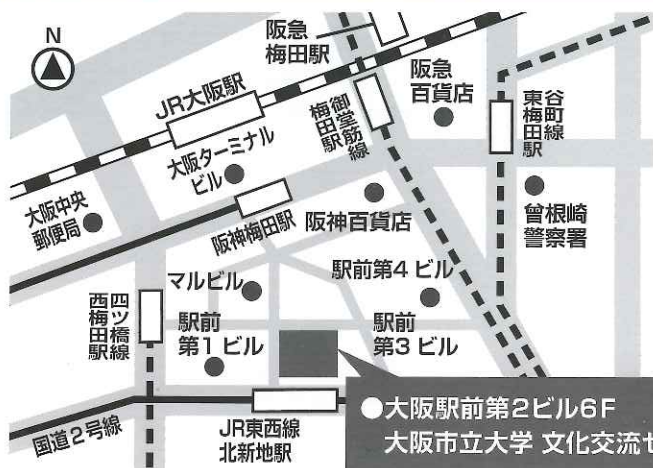 N
阪急
梅田駅
阪急
百貨店
JR大阪駅
御堂筋線
梅田駅
谷町線
東梅田駅
大阪ターミナル
ビル
大阪中央
郵便局
阪神梅田駅
阪神百貨店
曽根崎
警察署
マルビル
駅前第4ビル
四ツ橋線
西梅田駅
駅前
第1ビル
駅前
第3ビル
国道2号線
JR東西線
北新地駅
●大阪駅前第2ビル6F
大阪市立大学 文化交流